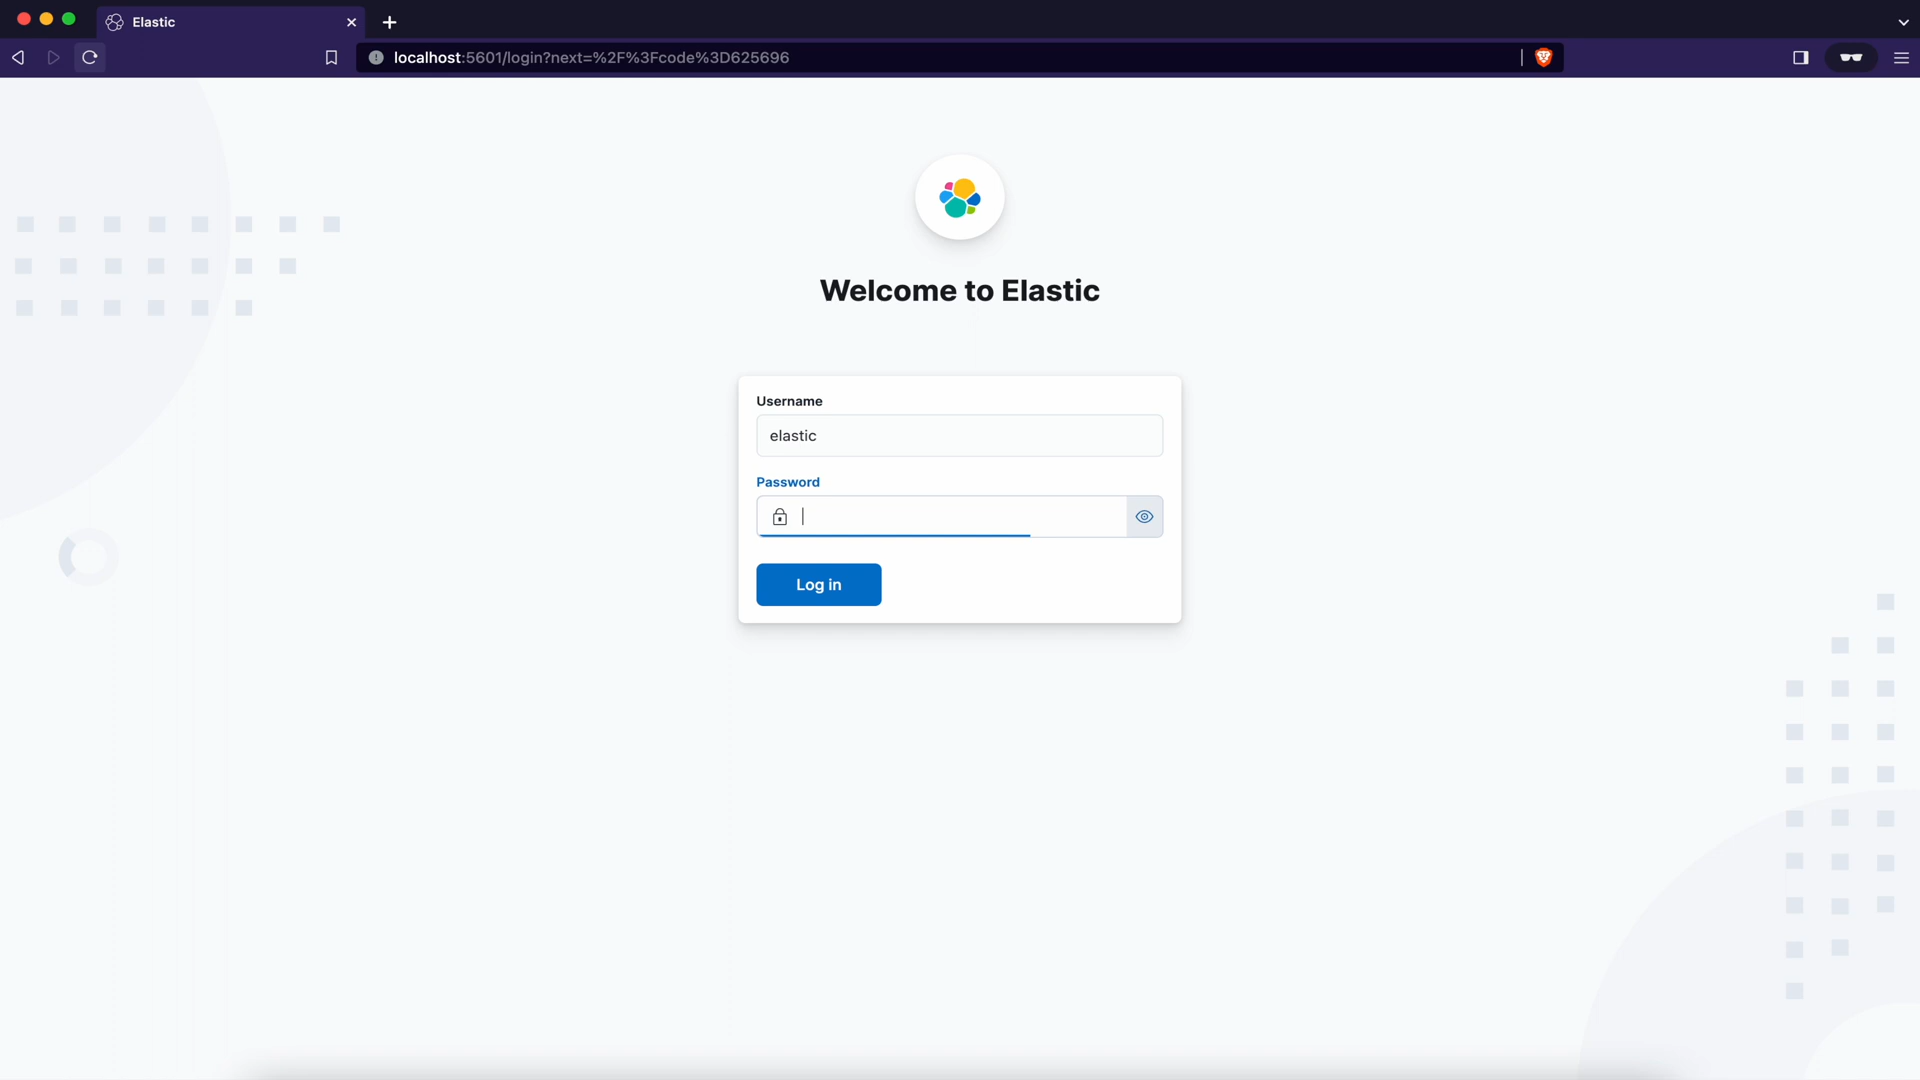 Elastic
localhost:5601/login?next=%2F%3Fcode%3D625696
Welcome to Elastic
Username
elastic
Password
Log in